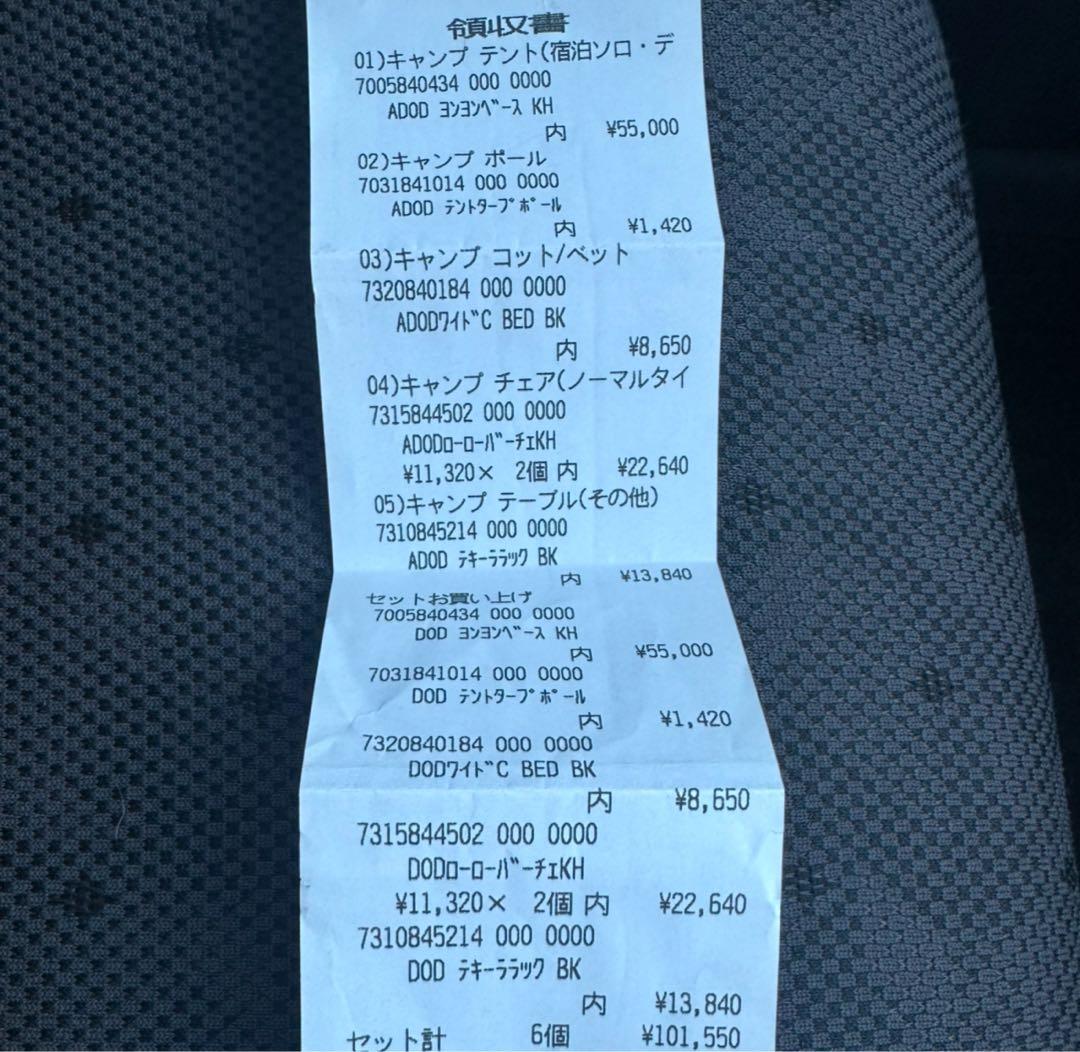 領収書
01)キャンプ テント(宿泊ソロ・デ
7005840434 000 0000
ADOD ﾖﾝﾖﾝﾍﾞｰｽ KH
内 ¥55,000
02)キャンプ ポール
7031841014 000 0000
ADOD ﾃﾝﾄﾀｰﾌﾟﾎﾟｰﾙ
内 ¥1,420
03)キャンプ コット/ベット
7320840184 000 0000
ADODﾜｲﾄﾞC BED BK
内 ¥8,650
04)キャンプ チェア(ノーマルタイ
7315844502 000 0000
ADODﾛｰﾛｰﾊﾞｰﾁｪKH
¥11,320× 2個 内 ¥22,640
05)キャンプ テーブル(その他)
7310845214 000 0000
ADOD ﾃｷｰﾗﾗｯｸ BK
内 ¥13,840
セットお買い上げ
7005840434 000 0000
DOD ﾖﾝﾖﾝﾍﾞｰｽ KH
内 ¥55,000
7031841014 000 0000
DOD ﾃﾝﾄﾀｰﾌﾟﾎﾟｰﾙ
内 ¥1,420
7320840184 000 0000
DODﾜｲﾄﾞC BED BK
内 ¥8,650
7315844502 000 0000
DODﾛｰﾛｰﾊﾞｰﾁｪKH
¥11,320× 2個 内 ¥22,640
7310845214 000 0000
DOD ﾃｷｰﾗﾗｯｸ BK
内 ¥13,840
セット計 6個 ¥101,550